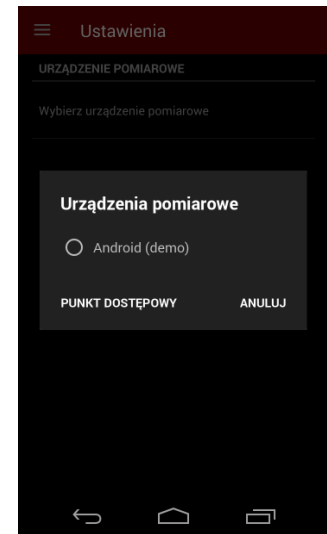 Ustawienia
URZĄDZENIE POMIAROWE
Wybierz urządzenie pomiarowe
Urządzenia pomiarowe
Android (demo)
PUNKT DOSTĘPOWY ANULUJ